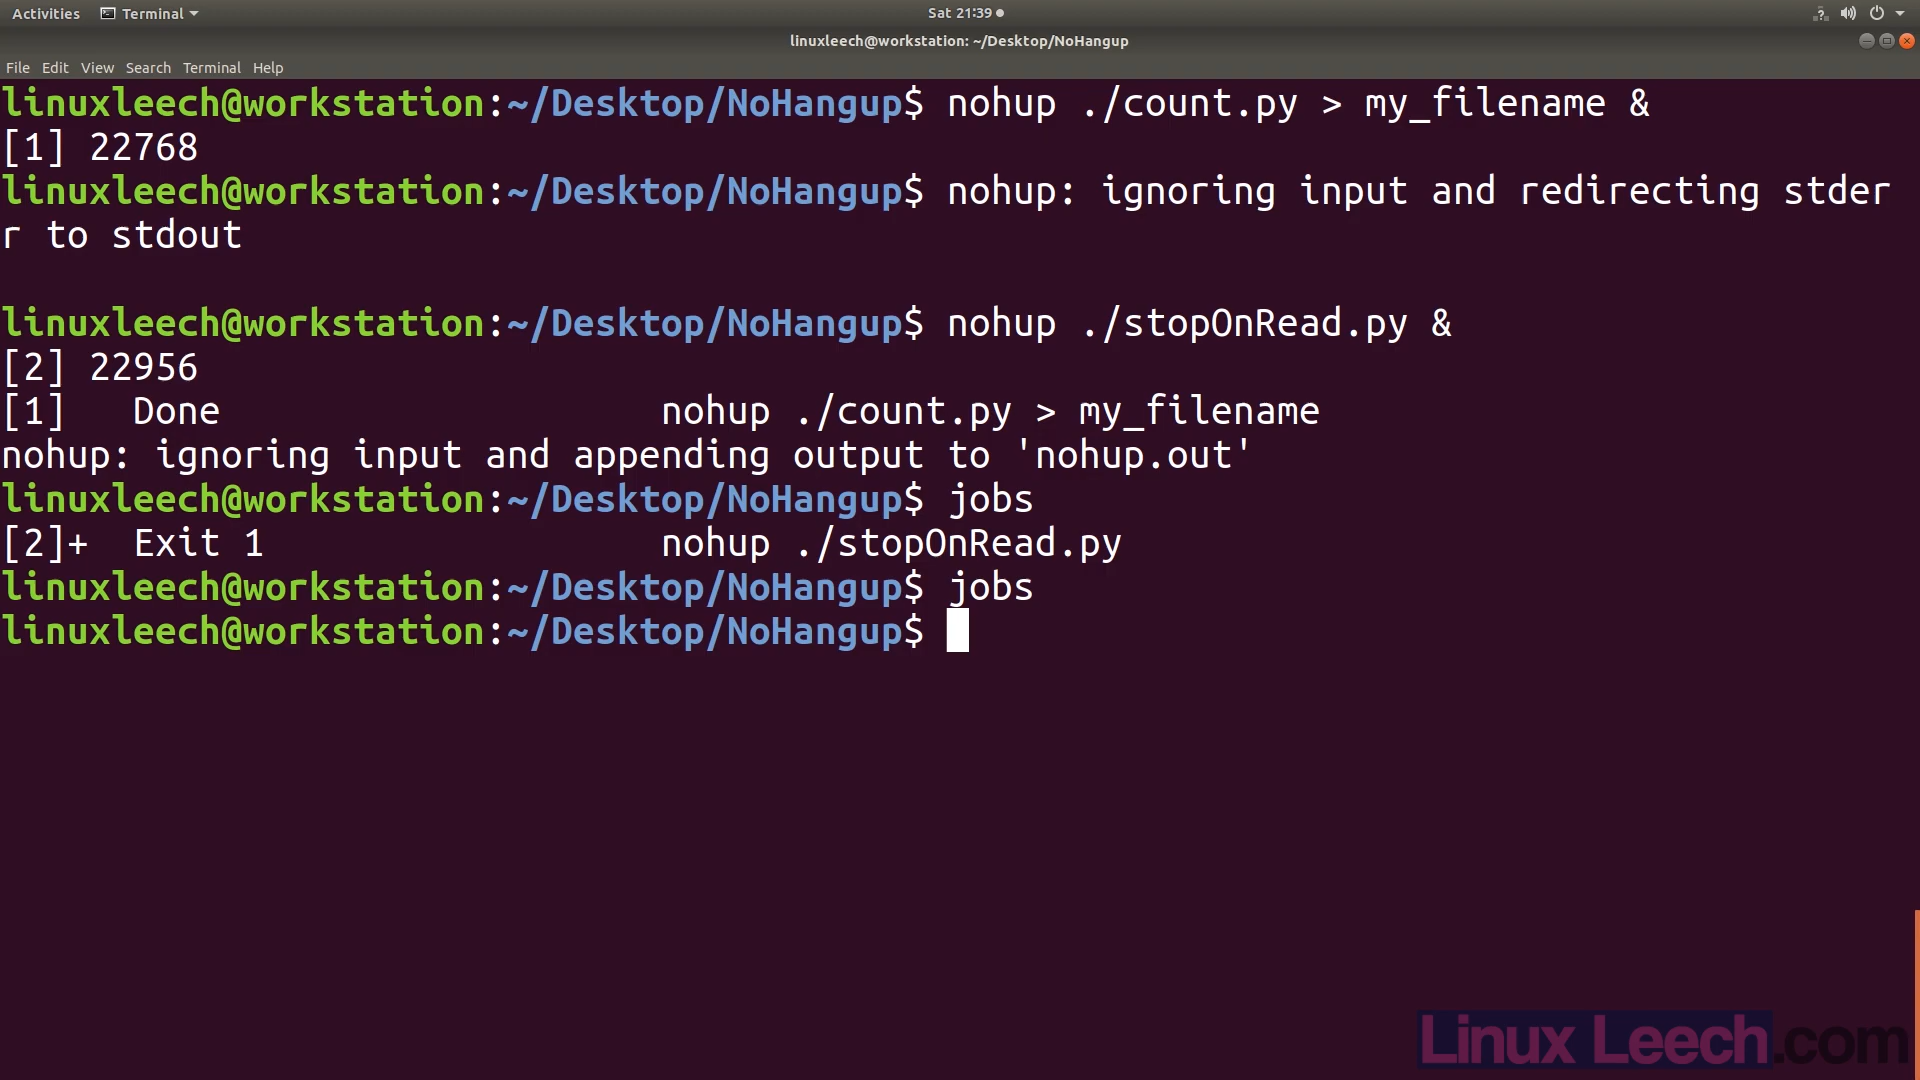 Activities Terminal Sat 21:39
linuxleech@workstation: ~/Desktop/NoHangup
File Edit View Search Terminal Help
linuxleech@workstation:~/Desktop/NoHangup$ nohup ./count.py > my_filename &
[1] 22768
linuxleech@workstation:~/Desktop/NoHangup$ nohup: ignoring input and redirecting stder
r to stdout
linuxleech@workstation:~/Desktop/NoHangup$ nohup ./stopOnRead.py &
[2] 22956
[1]   Done                    nohup ./count.py > my_filename
nohup: ignoring input and appending output to 'nohup.out'
linuxleech@workstation:~/Desktop/NoHangup$ jobs
[2]+  Exit 1                  nohup ./stopOnRead.py
linuxleech@workstation:~/Desktop/NoHangup$ jobs
linuxleech@workstation:~/Desktop/NoHangup$
Linux Leech.com